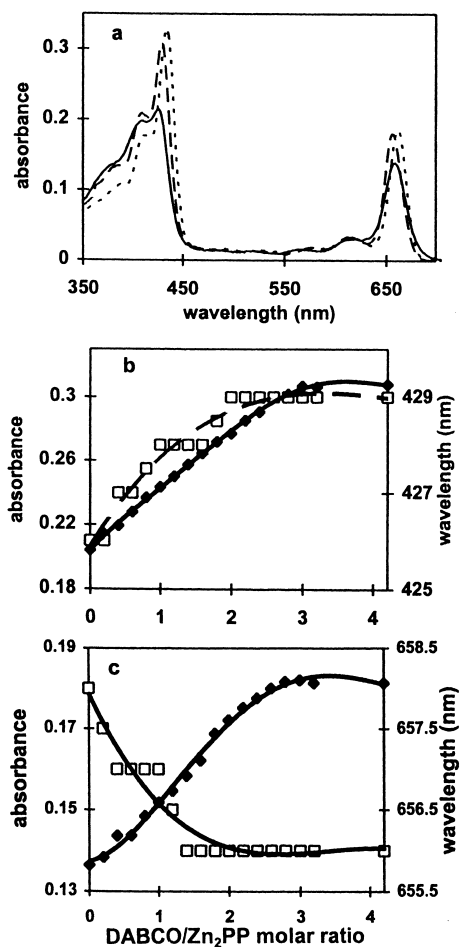 a
0.3
0.2
0.1
0
absorbance
350 450 550 650
wavelength (nm)
b
0.3
0.26
0.22
0.18
absorbance
429
427
425
wavelength (nm)
0 1 2 3 4
c
0.19
0.17
0.15
0.13
absorbance
658.5
657.5
656.5
655.5
wavelength (nm)
0 1 2 3 4
DABCO/Zn₂PP molar ratio